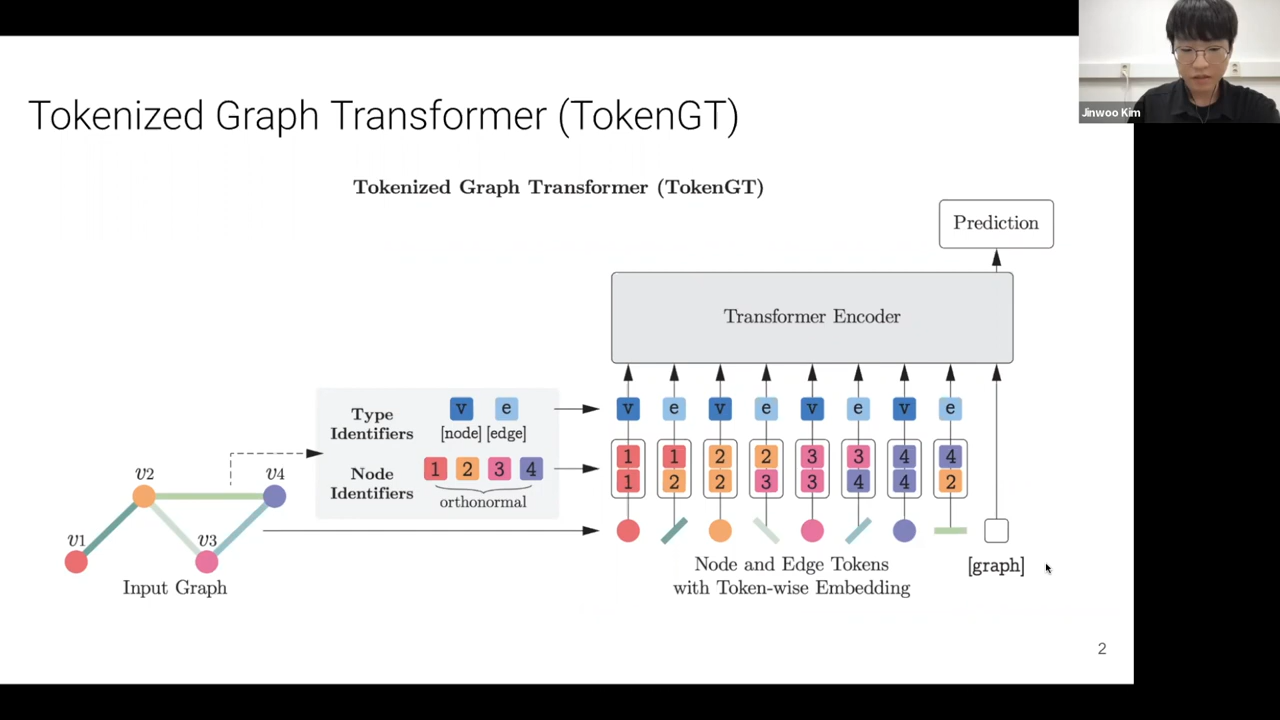 Jinwoo Kim
Tokenized Graph Transformer (TokenGT)
Tokenized Graph Transformer (TokenGT)
Prediction
Transformer Encoder
Type
Identifiers
v e
[node] [edge]
Node
Identifiers
1 2 3 4
orthonormal
v e v e v e v e
1 1 2 2 3 3 4 4
1 2 2 3 3 4 4 2
v1
v2
v3
v4
Input Graph
Node and Edge Tokens
with Token-wise Embedding
[graph]
2